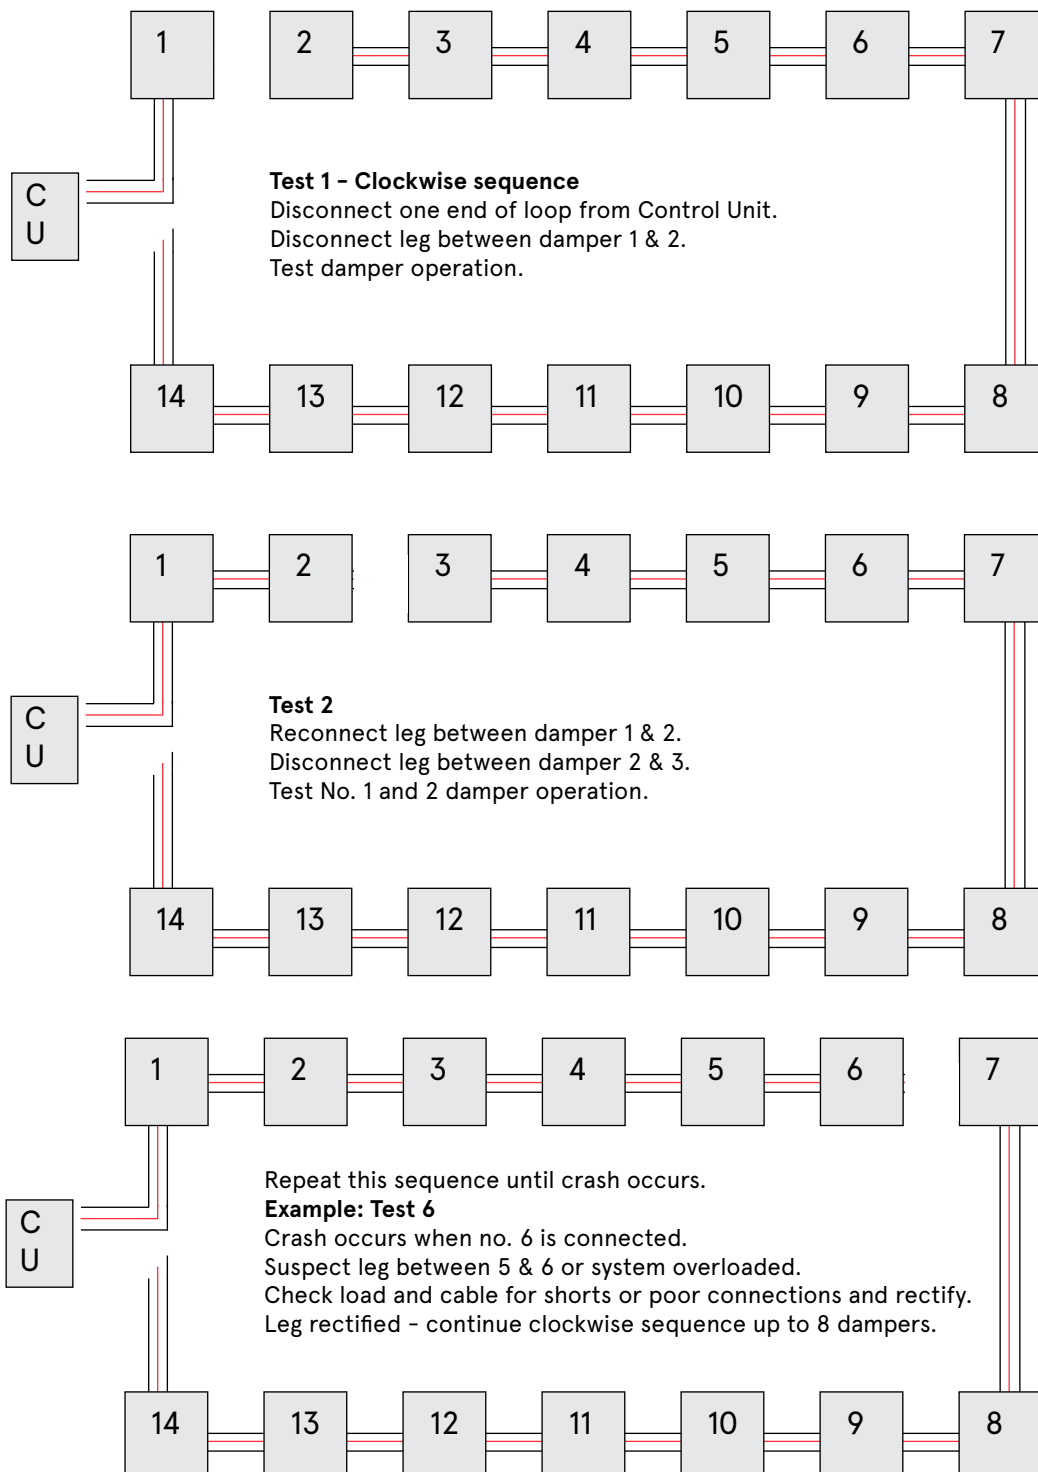 1 2 3 4 5 6 7
C
U
Test 1 - Clockwise sequence
Disconnect one end of loop from Control Unit.
Disconnect leg between damper 1 & 2.
Test damper operation.
14 13 12 11 10 9 8
1 2 3 4 5 6 7
C
U
Test 2
Reconnect leg between damper 1 & 2.
Disconnect leg between damper 2 & 3.
Test No. 1 and 2 damper operation.
14 13 12 11 10 9 8
1 2 3 4 5 6 7
C
U
Repeat this sequence until crash occurs.
Example: Test 6
Crash occurs when no. 6 is connected.
Suspect leg between 5 & 6 or system overloaded.
Check load and cable for shorts or poor connections and rectify.
Leg rectified - continue clockwise sequence up to 8 dampers.
14 13 12 11 10 9 8